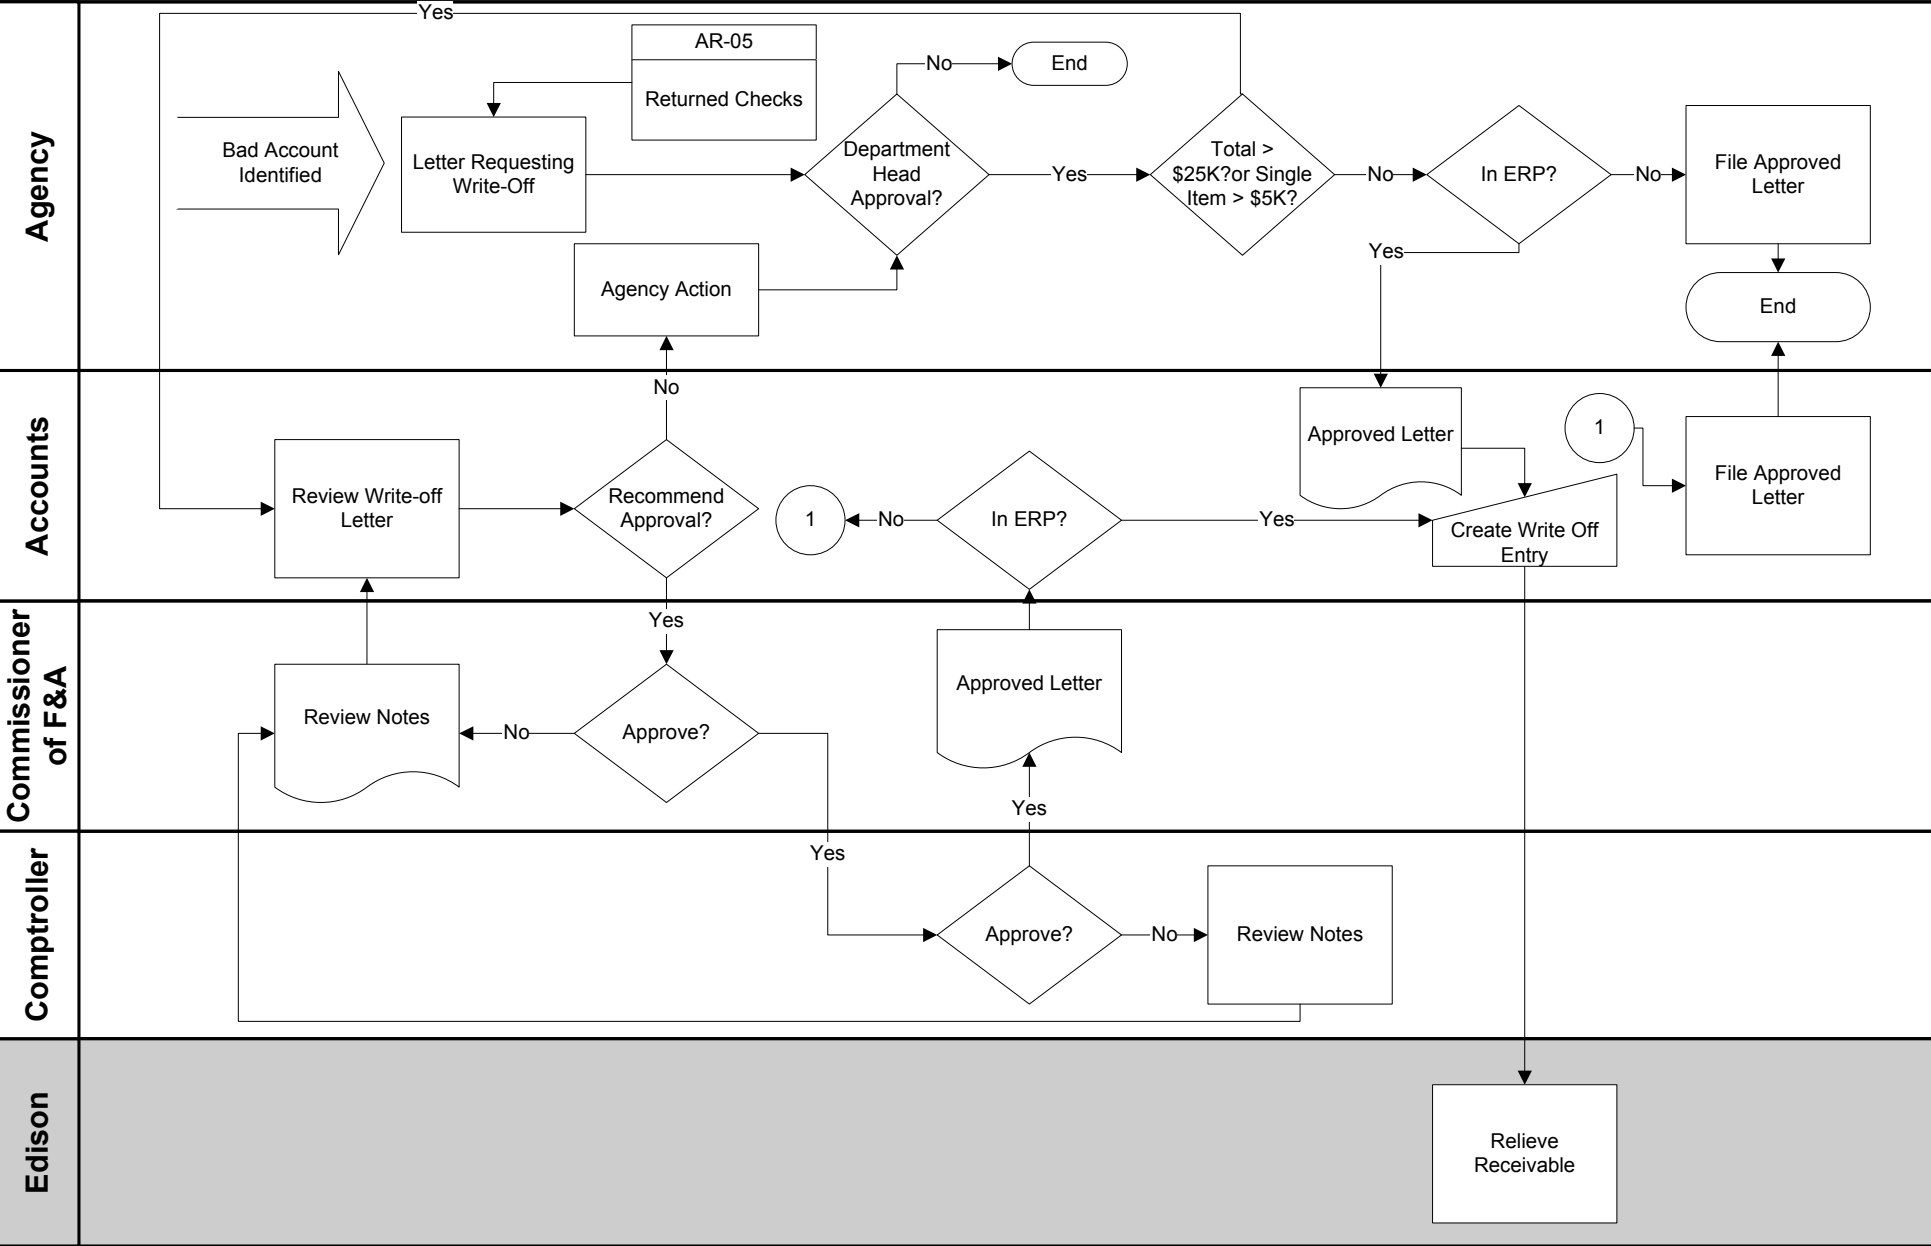 Yes
Agency
AR-05
Returned Checks
Bad Account
Identified
Letter Requesting
Write-Off
Department
Head
Approval?
No
End
Yes
Total >
$25K?or Single
Item > $5K?
No
In ERP?
No
File Approved
Letter
Yes
Agency Action
End
Accounts
No
Review Write-off
Letter
Recommend
Approval?
1
No
In ERP?
Yes
Approved Letter
Create Write Off
Entry
1
File Approved
Letter
Commissioner
of F&A
Yes
Review Notes
No
Approve?
Approved Letter
Yes
Comptroller
Yes
Approve?
No
Review Notes
Edison
Relieve
Receivable